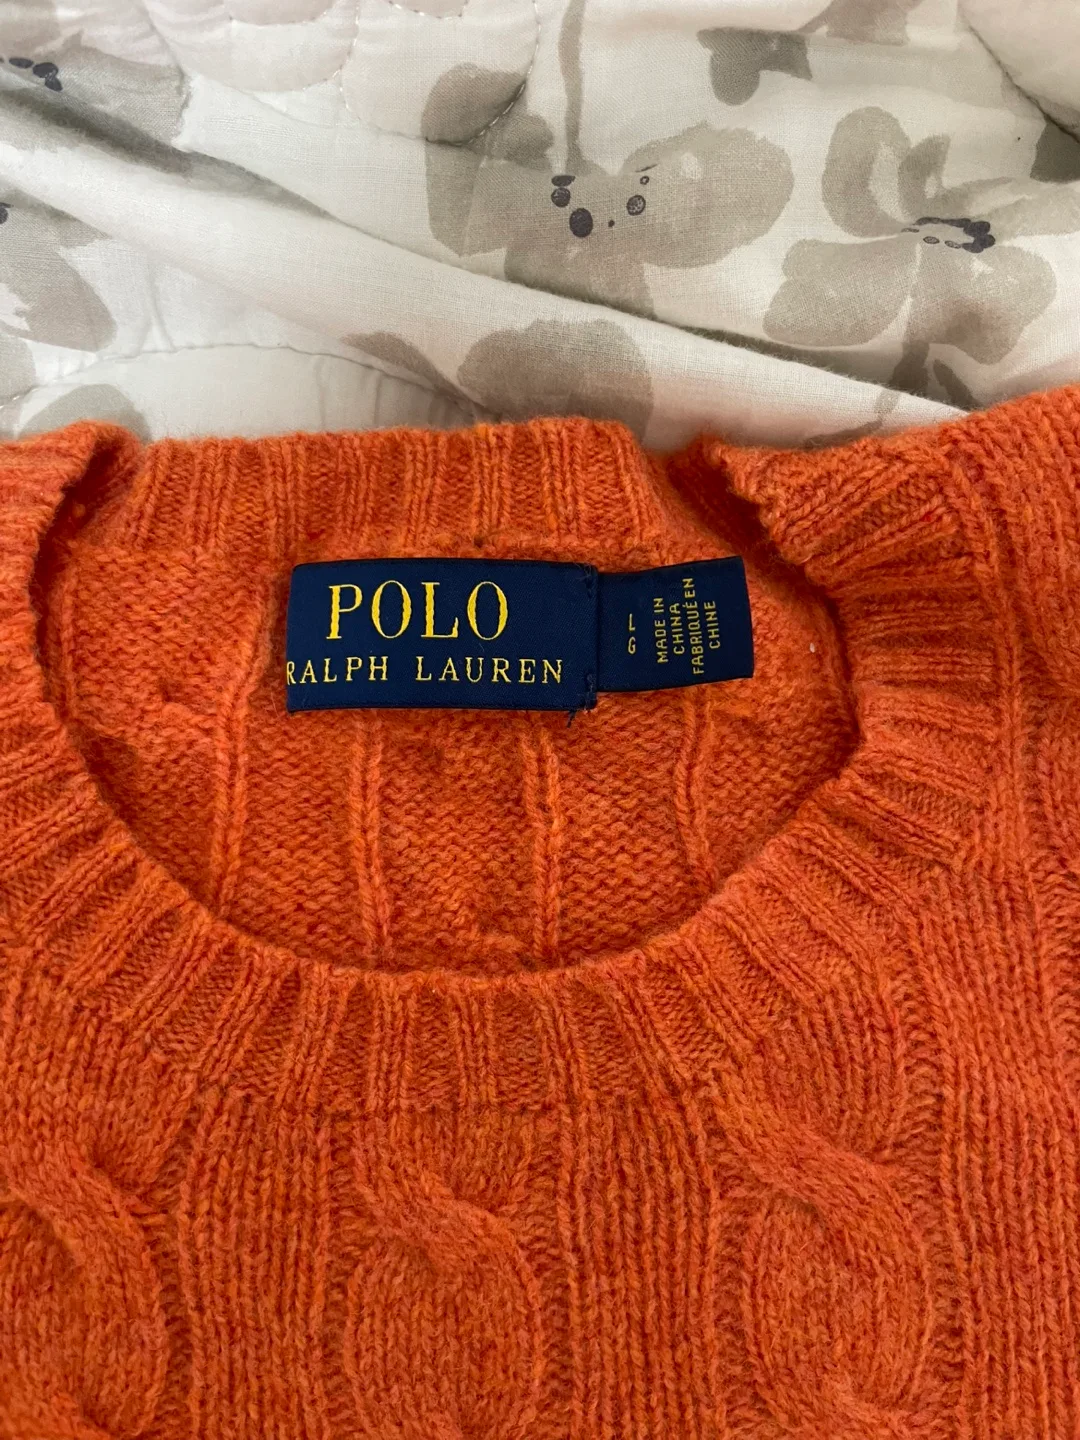 POLO
RALPH LAUREN
L
G
MADE IN
CHINA
FABRIQUÉ EN
CHINE